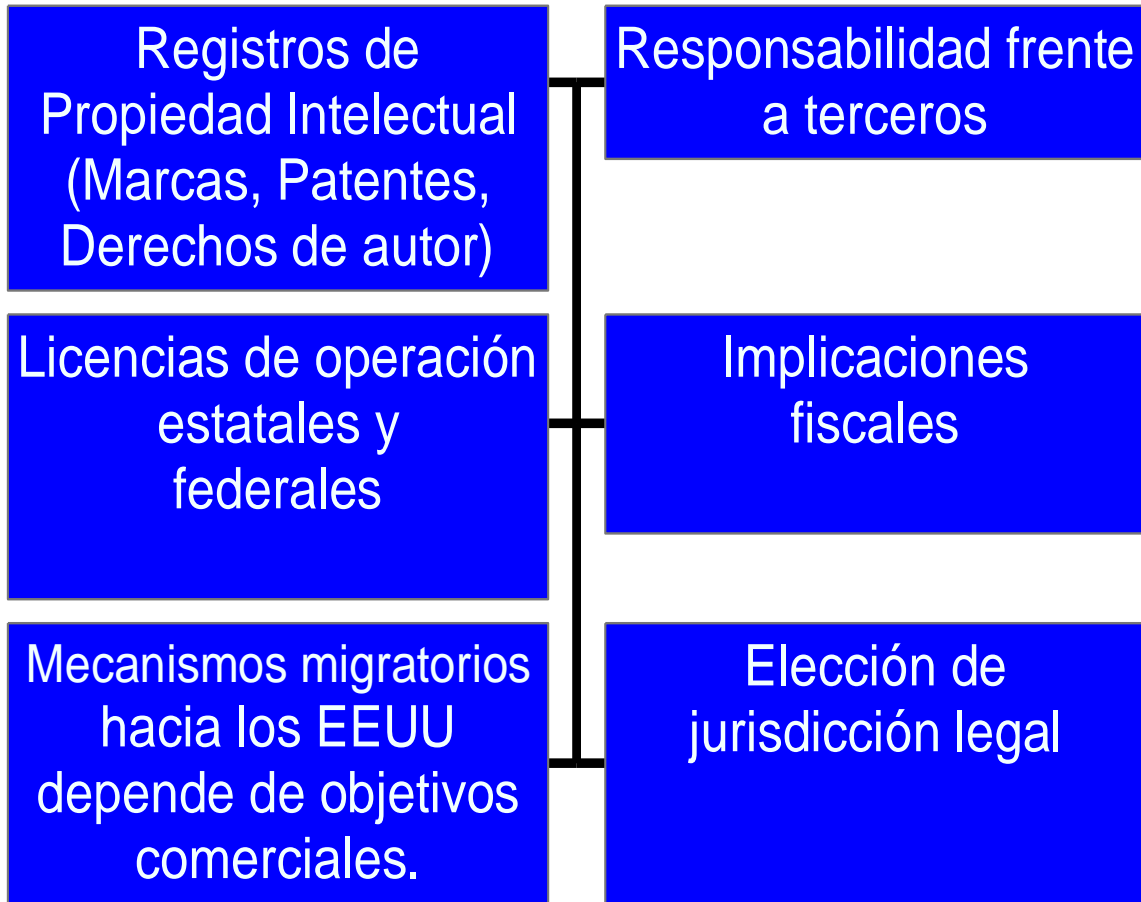 Registros de
Propiedad Intelectual
(Marcas, Patentes,
Derechos de autor)
Responsabilidad frente
a terceros
Licencias de operación
estatales y
federales
Implicaciones
fiscales
Mecanismos migratorios
hacia los EEUU
depende de objetivos
comerciales.
Elección de
jurisdicción legal